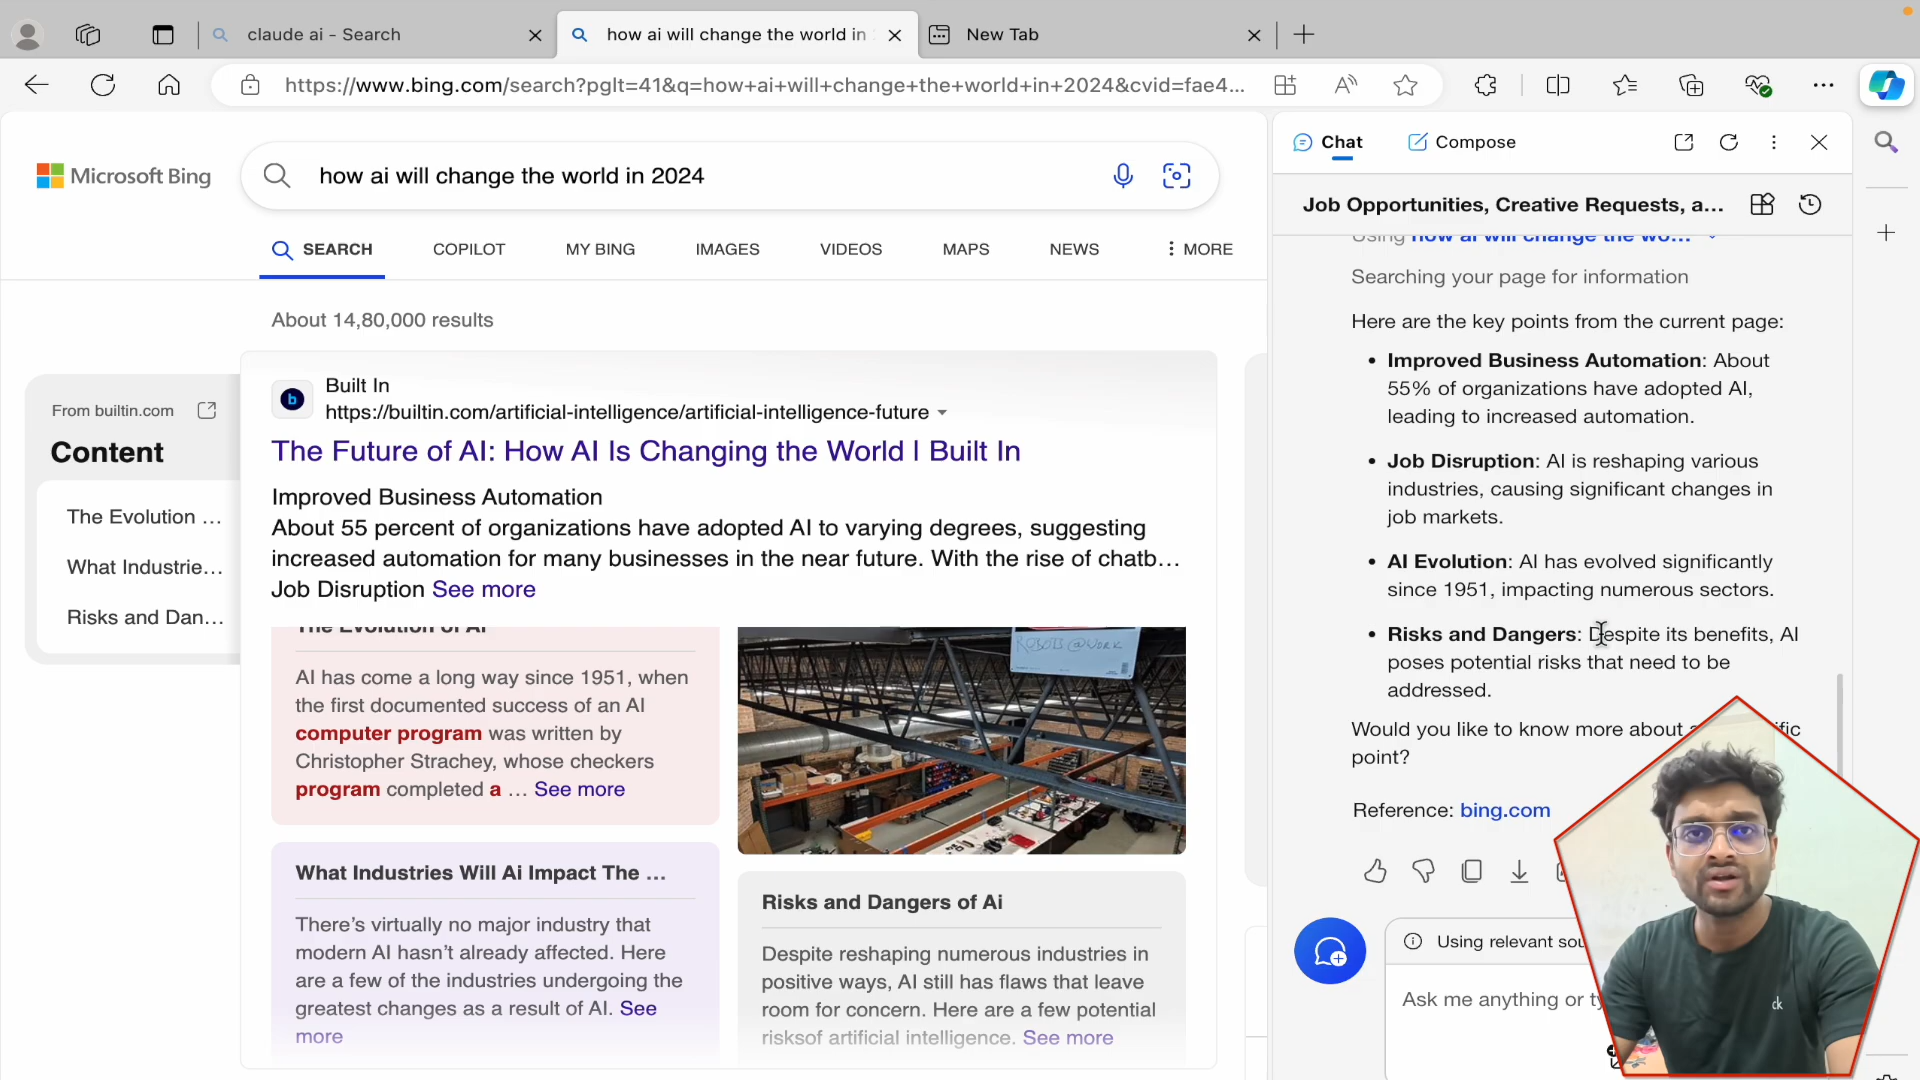 claude ai - Search
how ai will change the world in
New Tab
https://www.bing.com/search?pglt=41&q=how+ai+will+change+the+world+in+2024&cvid=fae4...
Microsoft Bing
how ai will change the world in 2024
SEARCH
COPILOT
MY BING
IMAGES
VIDEOS
MAPS
NEWS
MORE
About 14,80,000 results
From builtin.com
Content
The Evolution ...
What Industrie...
Risks and Dan...
Built In
https://builtin.com/artificial-intelligence/artificial-intelligence-future
The Future of AI: How AI Is Changing the World | Built In
Improved Business Automation
About 55 percent of organizations have adopted AI to varying degrees, suggesting
increased automation for many businesses in the near future. With the rise of chatb...
Job Disruption See more
The Evolution of AI
AI has come a long way since 1951, when
the first documented success of an AI
computer program was written by
Christopher Strachey, whose checkers
program completed a ... See more
ROBOTS@WORK
What Industries Will Ai Impact The ...
There's virtually no major industry that
modern AI hasn't already affected. Here
are a few of the industries undergoing the
greatest changes as a result of AI. See
more
Risks and Dangers of Ai
Despite reshaping numerous industries in
positive ways, AI still has flaws that leave
room for concern. Here are a few potential
risksof artificial intelligence. See more
Chat
Compose
Job Opportunities, Creative Requests, a...
Using how ai will change the wo...
Searching your page for information
Here are the key points from the current page:
• Improved Business Automation: About
55% of organizations have adopted AI,
leading to increased automation.
• Job Disruption: AI is reshaping various
industries, causing significant changes in
job markets.
• AI Evolution: AI has evolved significantly
since 1951, impacting numerous sectors.
• Risks and Dangers: Despite its benefits, AI
poses potential risks that need to be
addressed.
Would you like to know more about
point?
Reference: bing.com
Using relevant
Ask me anything or